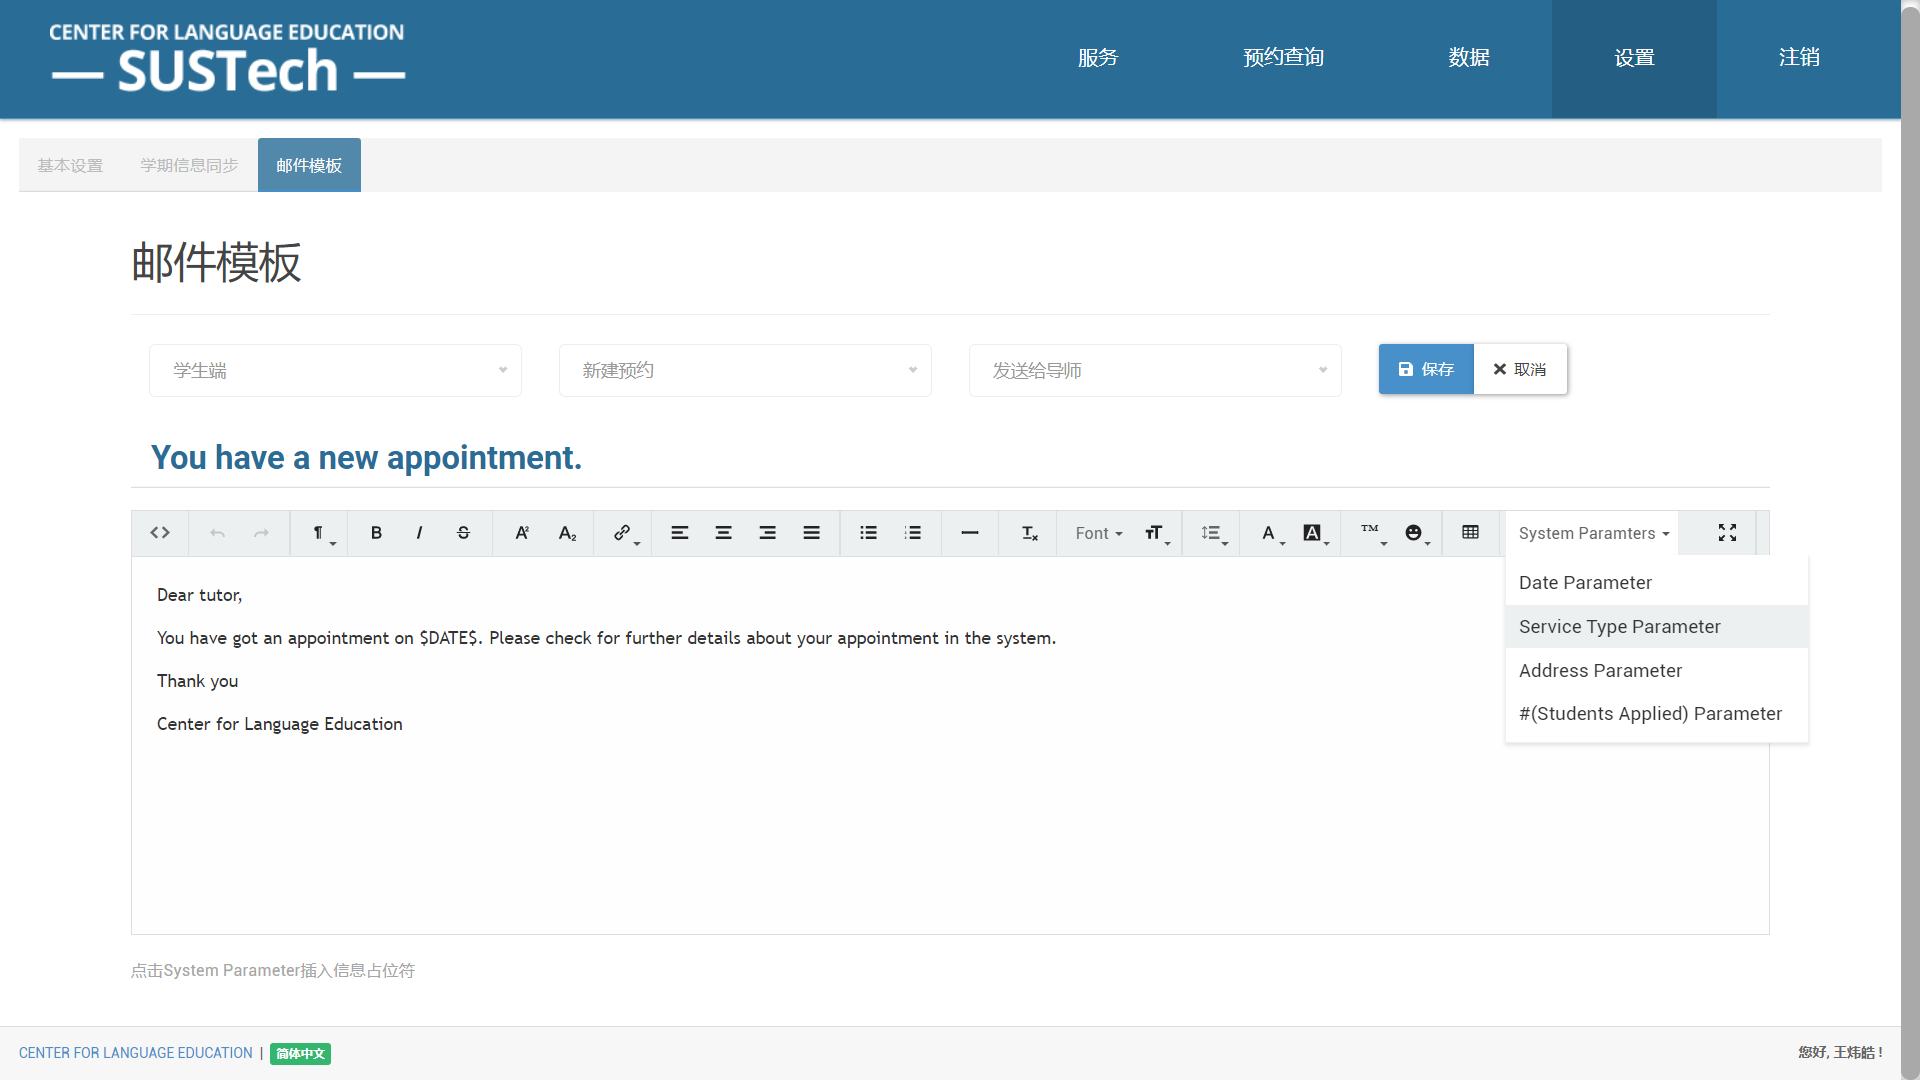 CENTER FOR LANGUAGE EDUCATION
— SUSTech —
服务 预约查询 数据 设置 注销
基本设置 学期信息同步 邮件模板
邮件模板
学生端 新建预约 发送给导师 保存 取消
You have a new appointment.
Font System Paramters
Date Parameter
Service Type Parameter
Address Parameter
#(Students Applied) Parameter
Dear tutor,
You have got an appointment on $DATE$. Please check for further details about your appointment in the system.
Thank you
Center for Language Education
点击System Parameter插入信息占位符
CENTER FOR LANGUAGE EDUCATION | 简体中文
您好, 王炜皓 !